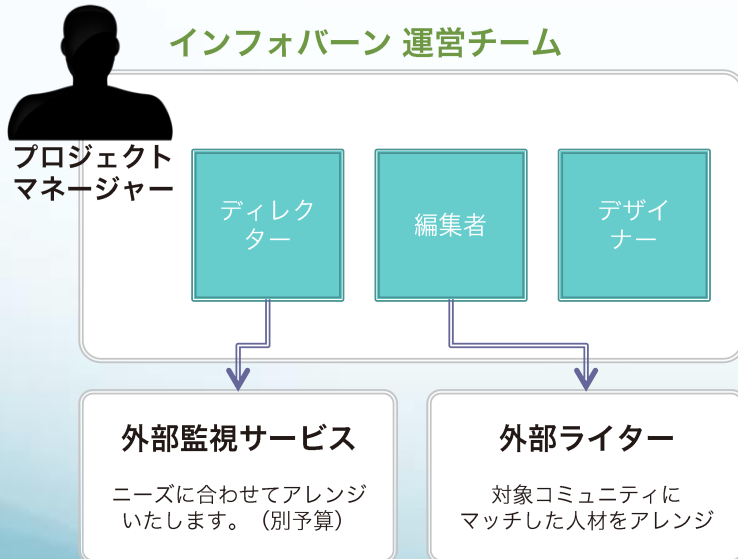 インフォバーン 運営チーム
プロジェクト
マネージャー
ディレク
ター
編集者
デザイ
ナー
外部監視サービス
ニーズに合わせてアレンジ
いたします。（別予算）
外部ライター
対象コミュニティに
マッチした人材をアレンジ